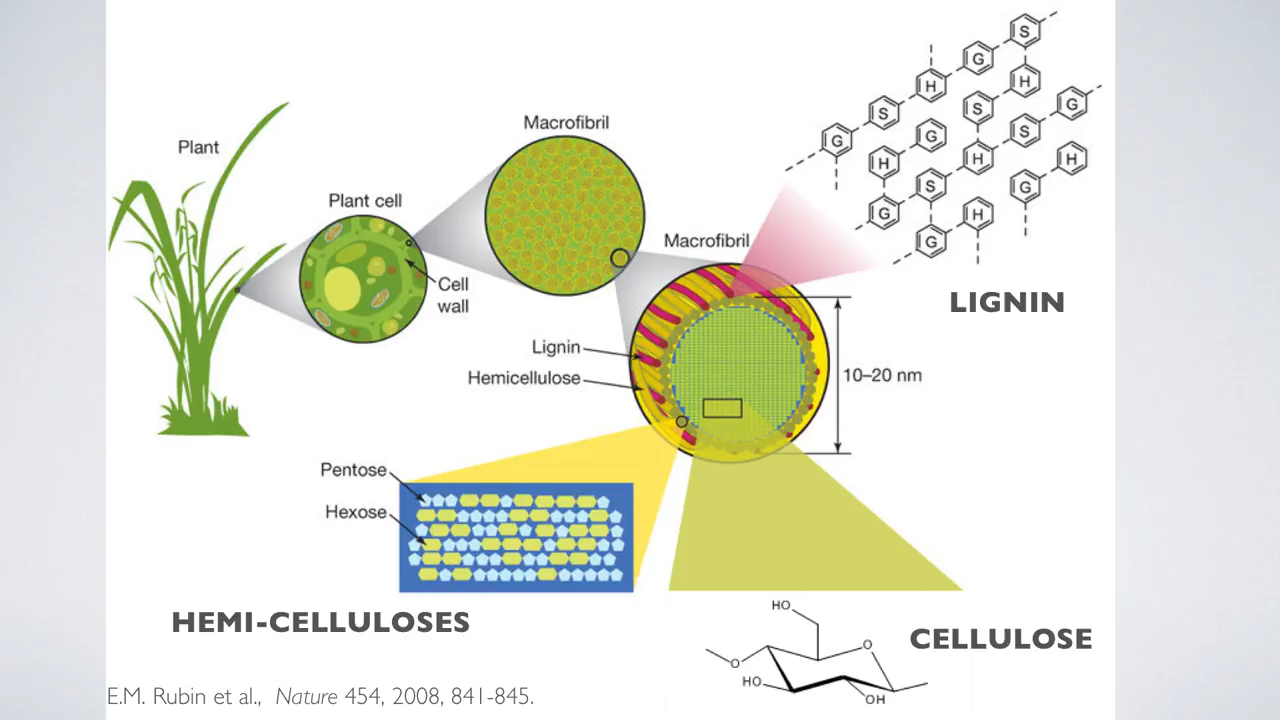 Plant
Plant cell
Cell
wall
Macrofibril
Macrofibril
Lignin
Hemicellulose
10–20 nm
S
G
H
H
S
S
G
G
S
G
H
H
H
S
G
G
H
G
LIGNIN
Pentose
Hexose
HEMI-CELLULOSES
HO
O
O
HO
OH
CELLULOSE
E.M. Rubin et al., Nature 454, 2008, 841-845.